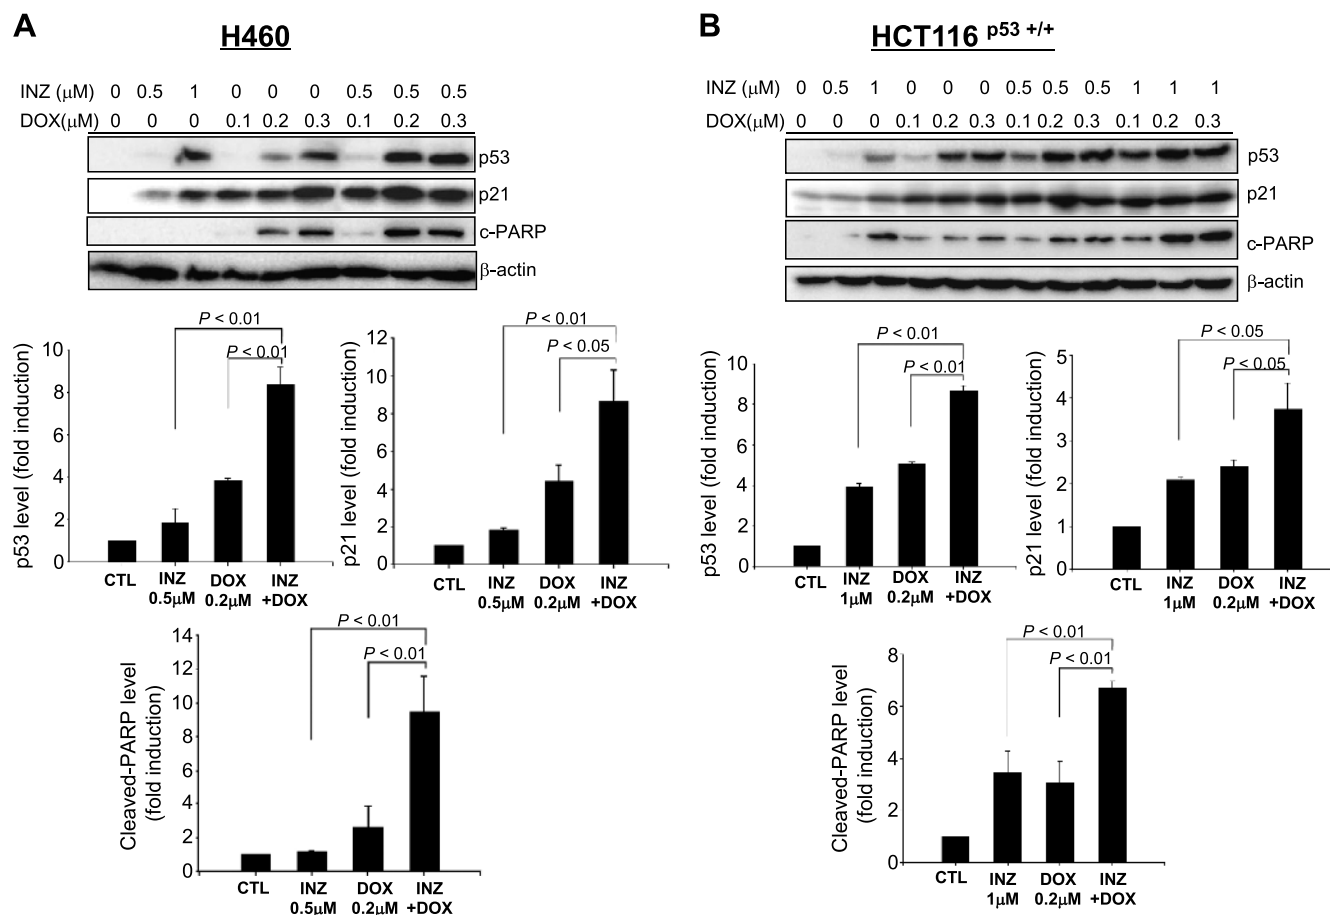 A
H460
INZ (μM) 0 0.5 1 0 0 0 0.5 0.5 0.5
DOX(μM) 0 0 0 0.1 0.2 0.3 0.1 0.2 0.3
p53
p21
c-PARP
β-actin
p53 level (fold induction)
10
8
6
4
2
0
P < 0.01
P < 0.01
CTL INZ DOX INZ
0.5μM 0.2μM +DOX
p21 level (fold induction)
12
10
8
6
4
2
0
P < 0.01
P < 0.05
CTL INZ DOX INZ
0.5μM 0.2μM +DOX
Cleaved-PARP level
(fold induction)
14
12
10
8
6
4
2
0
P < 0.01
P < 0.01
CTL INZ DOX INZ
0.5μM 0.2μM +DOX
B
HCT116 p53 +/+
INZ (μM) 0 0.5 1 0 0 0 0.5 0.5 0.5 1 1 1
DOX(μM) 0 0 0 0.1 0.2 0.3 0.1 0.2 0.3 0.1 0.2 0.3
p53
p21
c-PARP
β-actin
p53 level (fold induction)
10
8
6
4
2
0
P < 0.01
P < 0.01
CTL INZ DOX INZ
1μM 0.2μM +DOX
p21 level (fold induction)
5
4
3
2
1
0
P < 0.05
P < 0.05
CTL INZ DOX INZ
1μM 0.2μM +DOX
Cleaved-PARP level
(fold induction)
8
6
4
2
0
P < 0.01
P < 0.01
CTL INZ DOX INZ
1μM 0.2μM +DOX